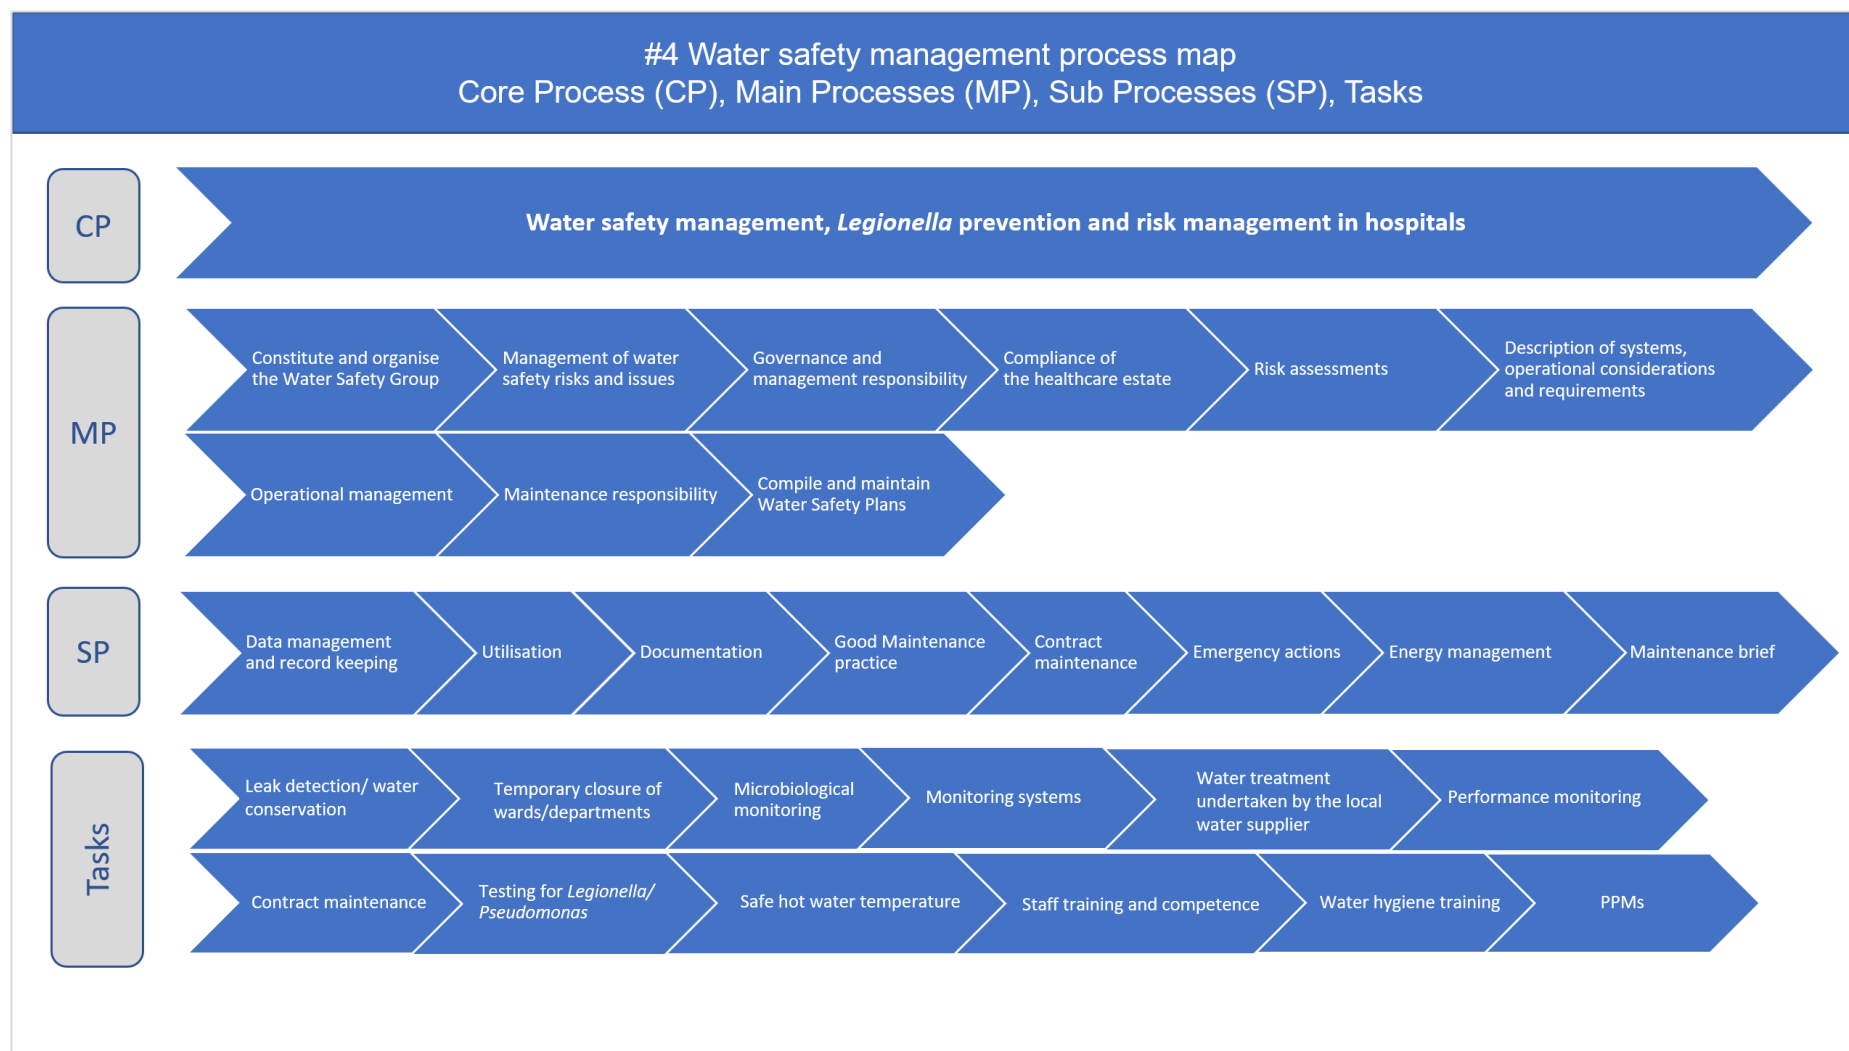 #4 Water safety management process map
Core Process (CP), Main Processes (MP), Sub Processes (SP), Tasks
CP
Water safety management, Legionella prevention and risk management in hospitals
MP
Constitute and organise
the Water Safety Group
Management of water
safety risks and issues
Governance and
management responsibility
Compliance of
the healthcare estate
Risk assessments
Description of systems,
operational considerations
and requirements
Operational management
Maintenance responsibility
Compile and maintain
Water Safety Plans
SP
Data management
and record keeping
Utilisation
Documentation
Good Maintenance
practice
Contract
maintenance
Emergency actions
Energy management
Maintenance brief
Tasks
Leak detection/ water
conservation
Temporary closure of
wards/departments
Microbiological
monitoring
Monitoring systems
Water treatment
undertaken by the local
water supplier
Performance monitoring
Contract maintenance
Testing for Legionella/
Pseudomonas
Safe hot water temperature
Staff training and competence
Water hygiene training
PPMs